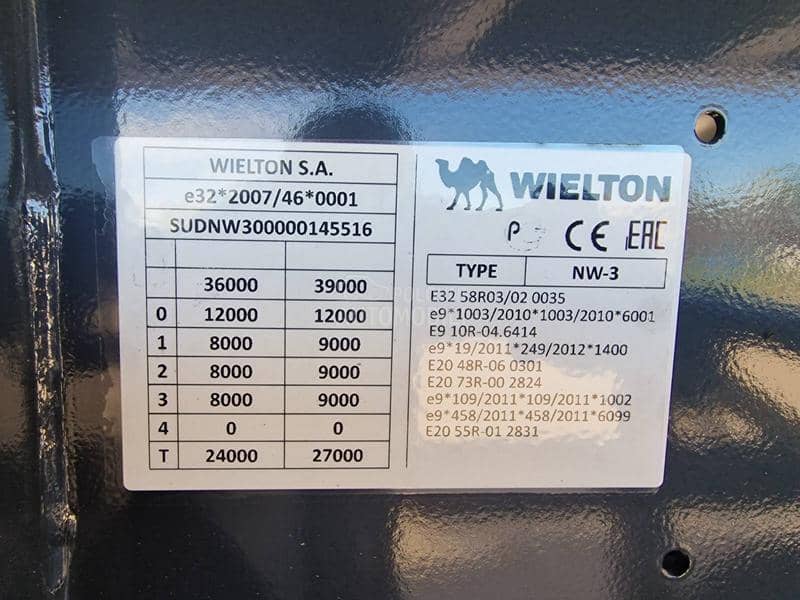 WIELTON S.A.
e32*2007/46*0001
SUDNW300000145516
36000 39000
0 12000 12000
1 8000 9000
2 8000 9000
3 8000 9000
4 0 0
T 24000 27000
WIELTON
CE EAC
TYPE NW-3
E32 58R03/02 0035
e9*1003/2010*1003/2010*6001
E9 10R-04.6414
e9*19/2011*249/2012*1400
E20 48R-06 0301
E20 73R-00 2824
e9*109/2011*109/2011*1002
e9*458/2011*458/2011*6099
E20 55R-01 2831